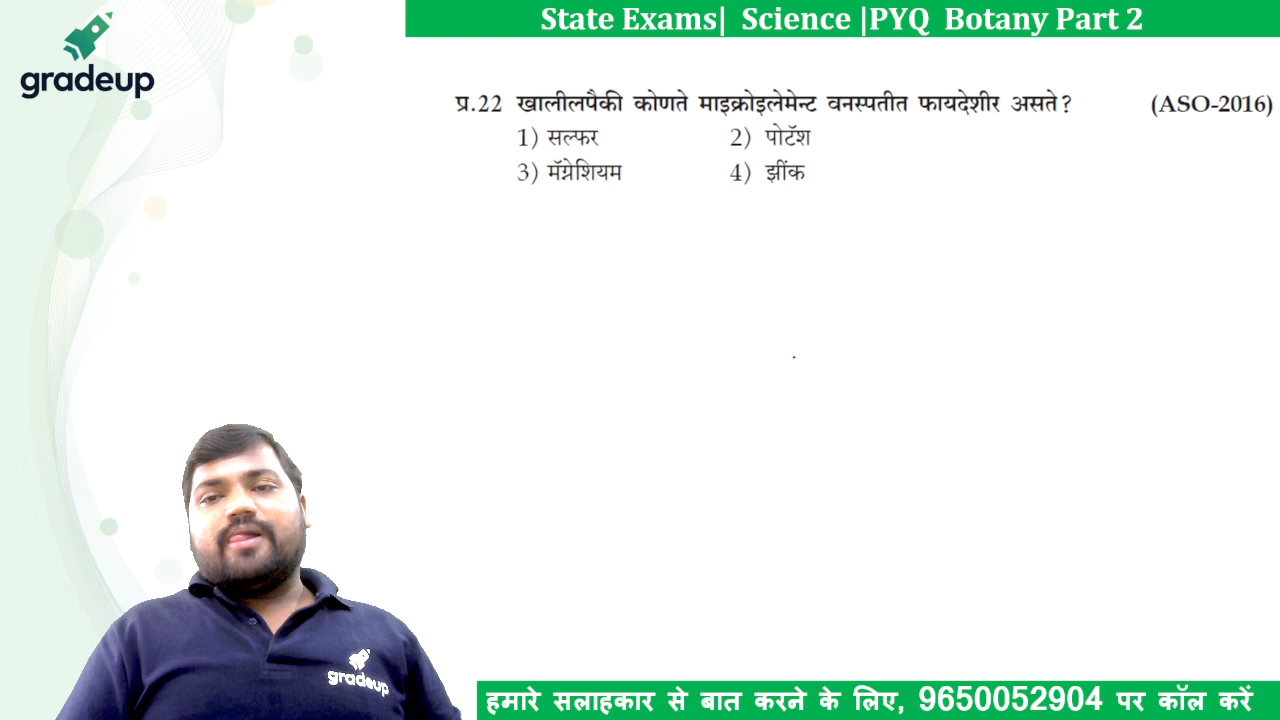 gradeup
State Exams| Science |PYQ Botany Part 2
प्र.22 खालीलपैकी कोणते माइक्रोइलेमेन्ट वनस्पतीत फायदेशीर असते? (ASO-2016)
1) सल्फर 2) पोटॅश
3) मॅग्नेशियम 4) झींक
gradeup
हमारे सलाहकार से बात करने के लिए, 9650052904 पर कॉल करें